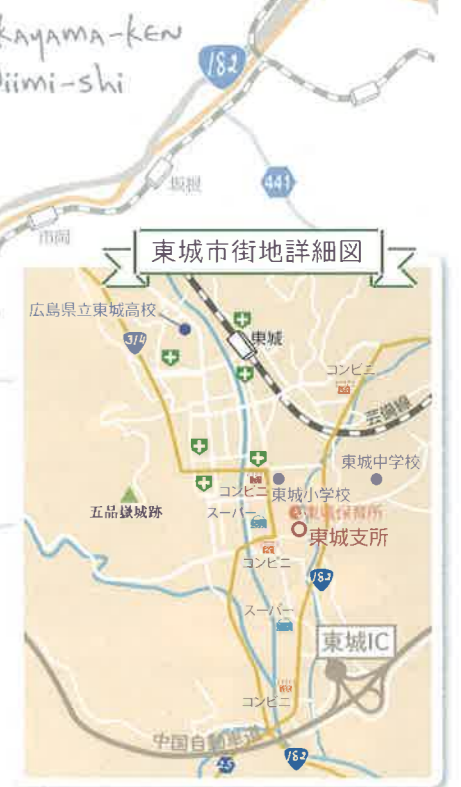 KAYAMA-KEN
iimi-shi
182
坂根
441
市岡
東城市街地詳細図
広島県立東城高校
314
東城
コンビニ
芸備線
東城中学校
コンビニ
東城小学校
五品嶽城跡
スーパー
東城保育所
東城支所
コンビニ
182
スーパー
東城IC
コンビニ
中国自動車道
182